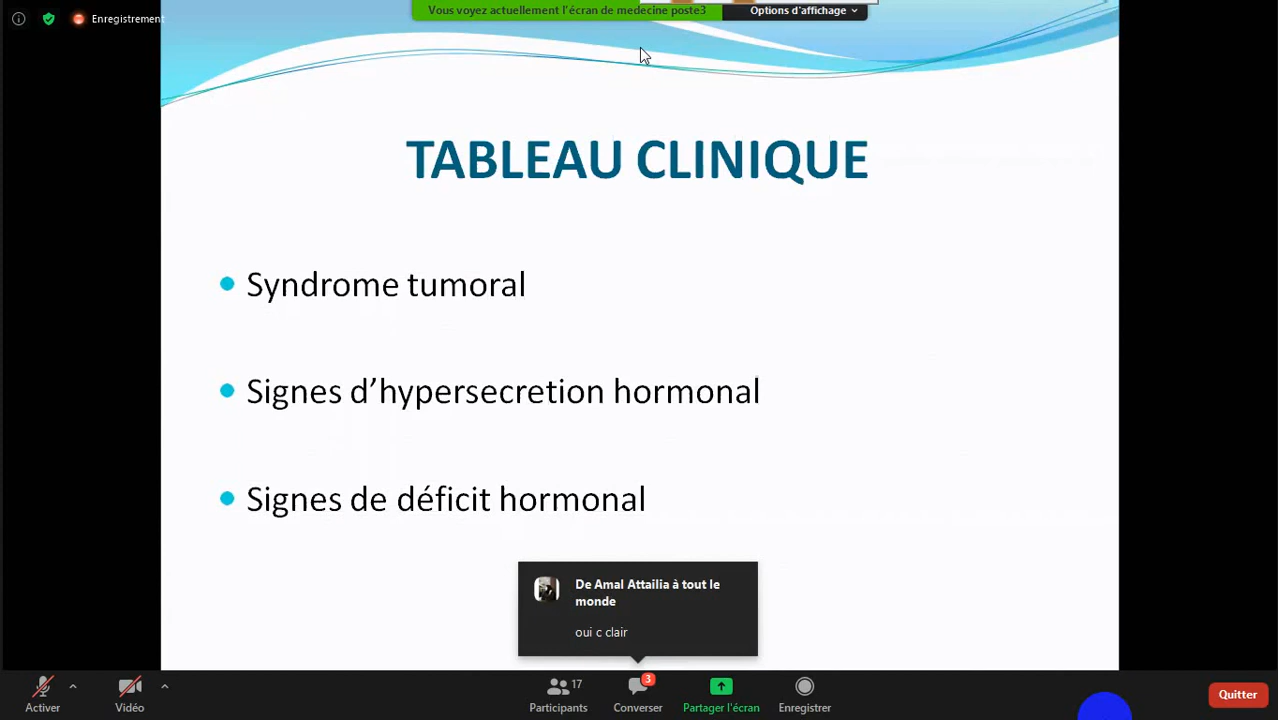 Enregistrement
Vous voyez actuellement l'écran de medecine poste3
Options d'affichage
TABLEAU CLINIQUE
Syndrome tumoral
Signes d’hypersecretion hormonal
Signes de déficit hormonal
De Amal Attailia à tout le
monde
oui c clair
17
3
Activer
Vidéo
Participants
Converser
Partager l'écran
Enregistrer
Quitter